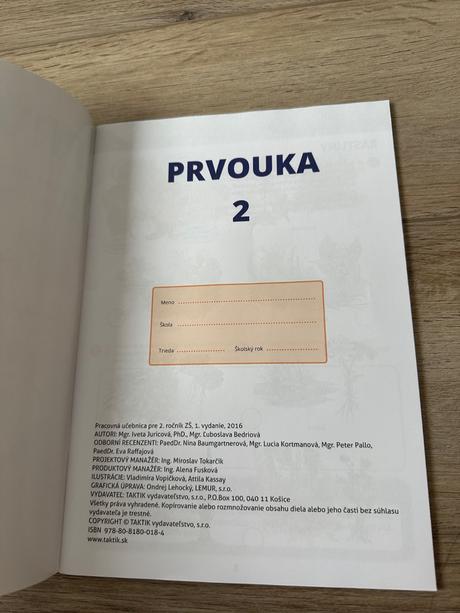 PRVOUKA
2
Meno
Škola
Trieda Školský rok
Pracovná učebnica pre 2. ročník ZŠ, 1. vydanie, 2016
AUTORI: Mgr. Iveta Juricová, PhD., Mgr. Ľuboslava Bedriová
ODBORNÍ RECENZENTI: PaedDr. Nina Baumgartnerová, Mgr. Lucia Kortmanová, Mgr. Peter Pallo,
PaedDr. Eva Raffajová
PROJEKTOVÝ MANAŽÉR: Ing. Miroslav Tokarčík
PRODUKTOVÝ MANAŽÉR: Ing. Alena Fusková
ILUSTRÁCIE: Vladimíra Vopičková, Attila Kassay
GRAFICKÁ ÚPRAVA: Ondrej Lehocký, LEMUR, s.r.o.
VYDAVATEĽ: TAKTIK vydavateľstvo, s.r.o., P.O.Box 100, 040 11 Košice
Všetky práva vyhradené. Kopírovanie alebo rozmnožovanie obsahu diela alebo jeho časti bez súhlasu
vydavateľa je trestné.
COPYRIGHT © TAKTIK vydavateľstvo, s.r.o.
ISBN 978-80-8180-018-4
www.taktik.sk